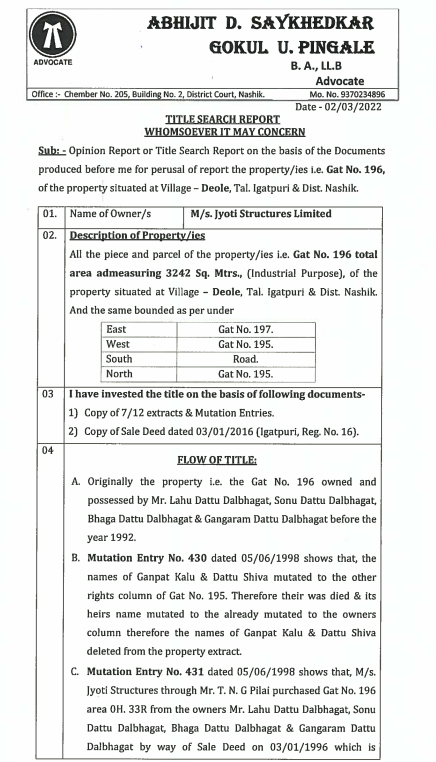 ABHIJIT D. SAYKHEDKAR
GOKUL U. PINGALE
ADVOCATE
B. A., LL.B
Advocate
Office :- Chember No. 205, Building No. 2, District Court, Nashik. Mo. No. 9370234896
Date - 02/03/2022
TITLE SEARCH REPORT
WHOMSOEVER IT MAY CONCERN
Sub: - Opinion Report or Title Search Report on the basis of the Documents
produced before me for perusal of report the property/ies i.e. Gat No. 196,
of the property situated at Village – Deole, Tal. Igatpuri & Dist. Nashik.
01. Name of Owner/s M/s. Jyoti Structures Limited
02. Description of Property/ies
All the piece and parcel of the property/ies i.e. Gat No. 196 total
area admeasuring 3242 Sq. Mtrs., (Industrial Purpose), of the
property situated at Village – Deole, Tal. Igatpuri & Dist. Nashik.
And the same bounded as per under
East Gat No. 197.
West Gat No. 195.
South Road.
North Gat No. 195.
03 I have invested the title on the basis of following documents-
1) Copy of 7/12 extracts & Mutation Entries.
2) Copy of Sale Deed dated 03/01/2016 (Igatpuri, Reg. No. 16).
04
FLOW OF TITLE:
A. Originally the property i.e. the Gat No. 196 owned and
possessed by Mr. Lahu Dattu Dalbhagat, Sonu Dattu Dalbhagat,
Bhaga Dattu Dalbhagat & Gangaram Dattu Dalbhagat before the
year 1992.
B. Mutation Entry No. 430 dated 05/06/1998 shows that, the
names of Ganpat Kalu & Dattu Shiva mutated to the other
rights column of Gat No. 195. Therefore their was died & its
heirs name mutated to the already mutated to the owners
column therefore the names of Ganpat Kalu & Dattu Shiva
deleted from the property extract.
C. Mutation Entry No. 431 dated 05/06/1998 shows that, M/s.
Jyoti Structures through Mr. T. N. G Pilai purchased Gat No. 196
area 0H. 33R from the owners Mr. Lahu Dattu Dalbhagat, Sonu
Dattu Dalbhagat, Bhaga Dattu Dalbhagat & Gangaram Dattu
Dalbhagat by way of Sale Deed on 03/01/1996 which is